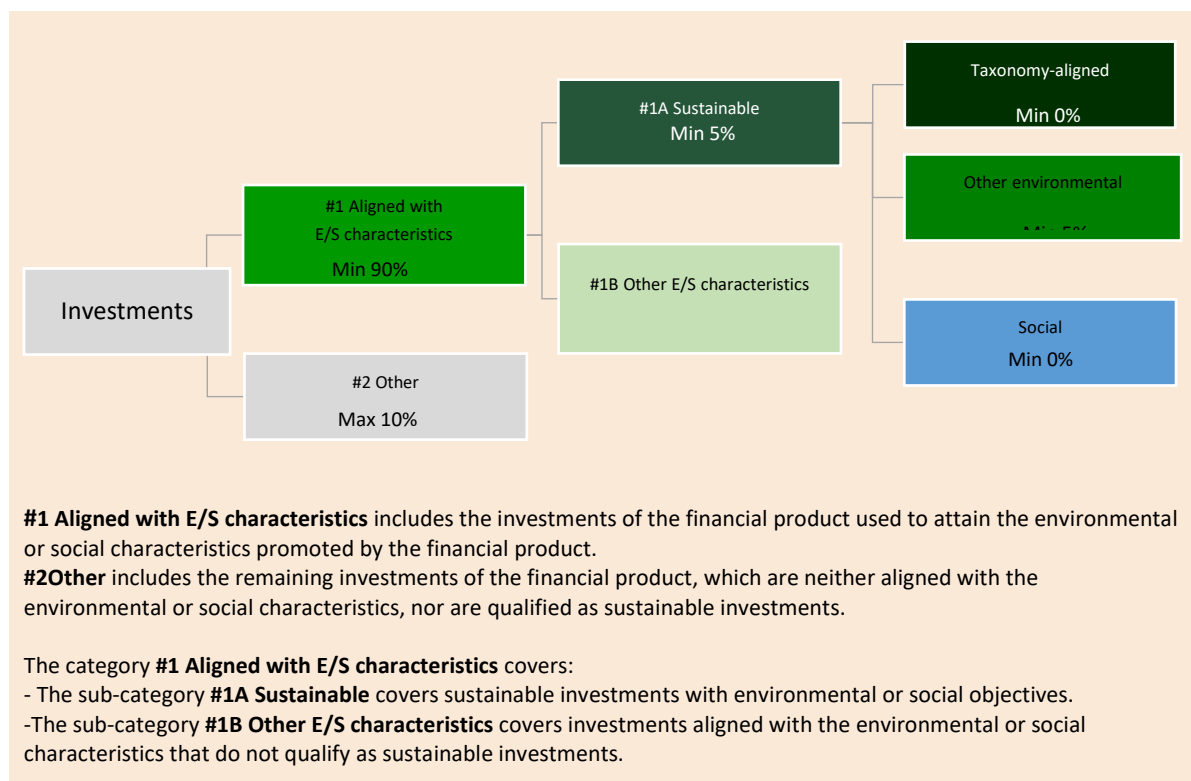 Taxonomy-aligned
Min 0%
#1A Sustainable
Min 5%
Other environmental
Min 5%
#1 Aligned with
E/S characteristics
Min 90%
#1B Other E/S characteristics
Investments
Social
Min 0%
#2 Other
Max 10%
#1 Aligned with E/S characteristics includes the investments of the financial product used to attain the environmental
or social characteristics promoted by the financial product.
#2Other includes the remaining investments of the financial product, which are neither aligned with the
environmental or social characteristics, nor are qualified as sustainable investments.
The category #1 Aligned with E/S characteristics covers:
- The sub-category #1A Sustainable covers sustainable investments with environmental or social objectives.
-The sub-category #1B Other E/S characteristics covers investments aligned with the environmental or social
characteristics that do not qualify as sustainable investments.